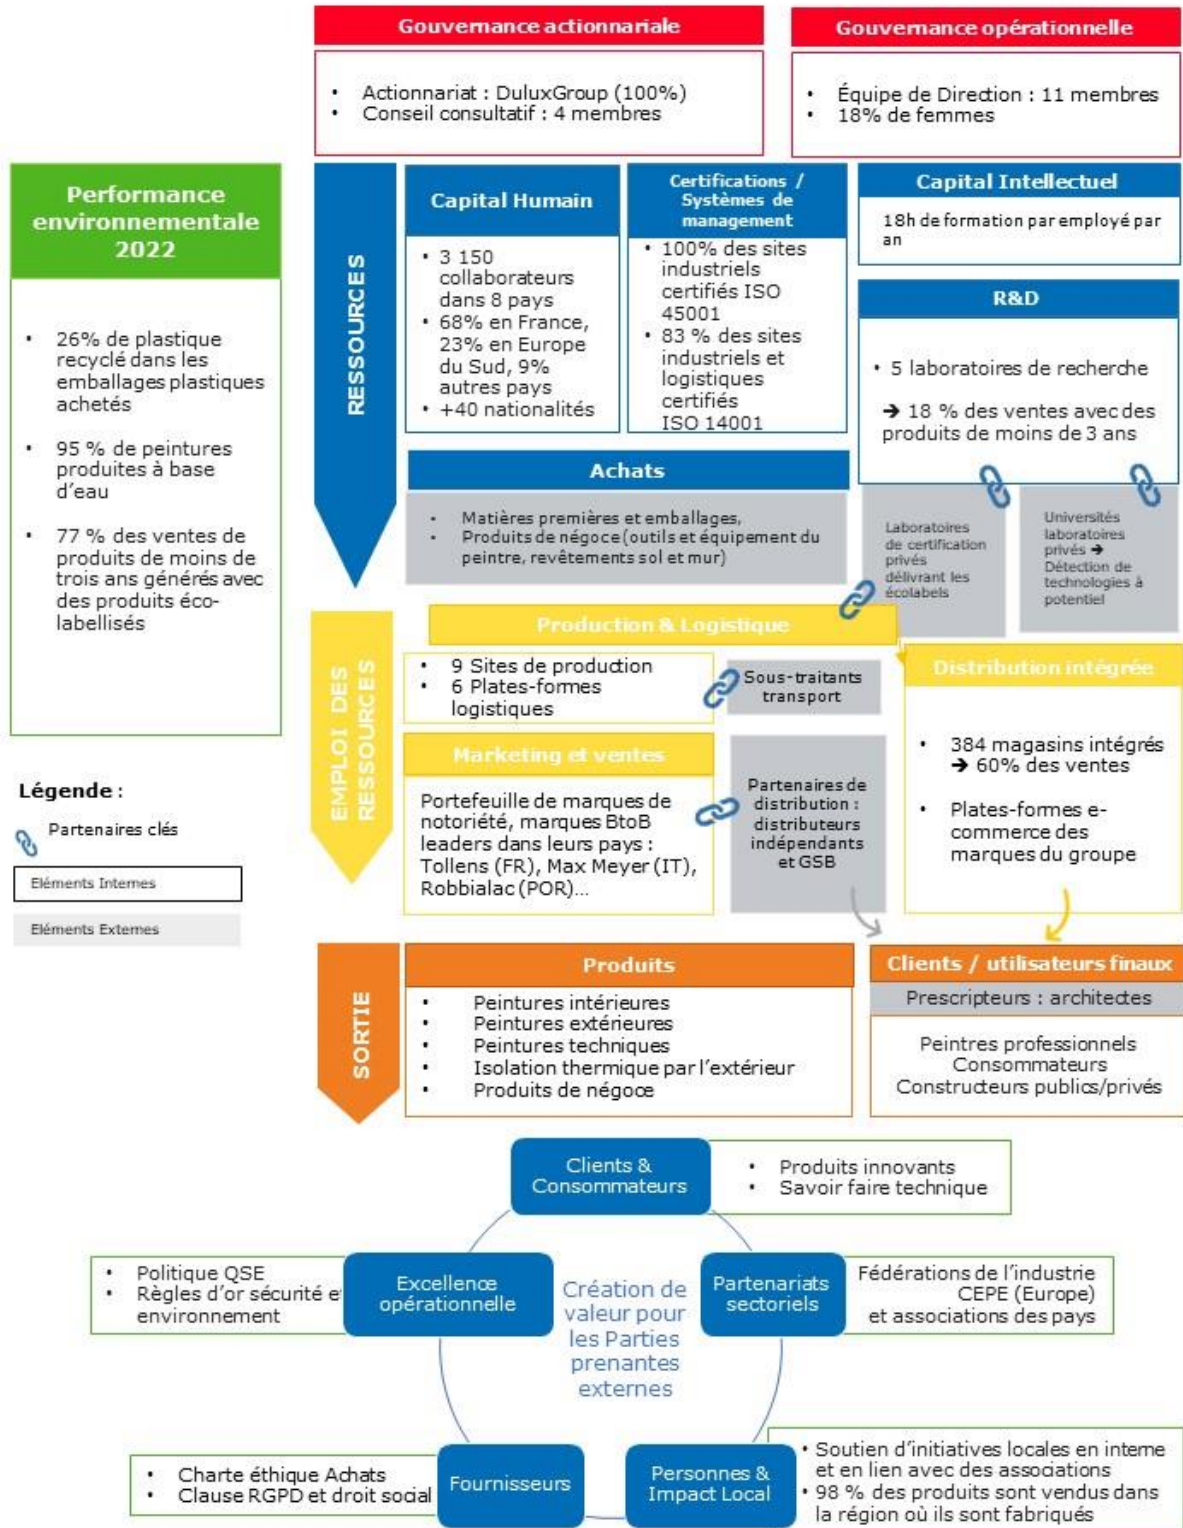 Gouvernance actionnariale
• Actionnariat : DuluxGroup (100%)
• Conseil consultatif : 4 membres
Gouvernance opérationnelle
• Équipe de Direction : 11 membres
• 18% de femmes
Performance
environnementale
2022
• 26% de plastique
recyclé dans les
emballages plastiques
achetés
• 95 % de peintures
produites à base
d'eau
• 77 % des ventes de
produits de moins de
trois ans générés avec
des produits éco-
labellisés
Légende :
Partenaires clés
Eléments Internes
Eléments Externes
RESSOURCES
Capital Humain
• 3 150
collaborateurs
dans 8 pays
• 68% en France,
23% en Europe
du Sud, 9%
autres pays
• +40 nationalités
Certifications /
Systèmes de
management
• 100% des sites
industriels
certifiés ISO
45001
• 83 % des sites
industriels et
logistiques
certifiés
ISO 14001
Capital Intellectuel
18h de formation par employé par
an
R&D
• 5 laboratoires de recherche
➔ 18 % des ventes avec des
produits de moins de 3 ans
Achats
• Matières premières et emballages,
• Produits de négoce (outils et équipement du
peintre, revêtements sol et mur)
Laboratoires
de certification
privés
délivrant les
écolabels
Universités
laboratoires
privés ➔
Détection de
technologies à
potentiel
EMPLOI DES
RESSOURCES
Production & Logistique
• 9 Sites de production
• 6 Plates-formes
logistiques
Sous-traitants
transport
Marketing et ventes
Portefeuille de marques de
notoriété, marques BtoB
leaders dans leurs pays :
Tollens (FR), Max Meyer (IT),
Robbialac (POR)...
Partenaires de
distribution :
distributeurs
indépendants
et GSB
Distribution intégrée
• 384 magasins intégrés
➔ 60% des ventes
• Plates-formes e-
commerce des
marques du groupe
SORTIE
Produits
• Peintures intérieures
• Peintures extérieures
• Peintures techniques
• Isolation thermique par l'extérieur
• Produits de négoce
Clients / utilisateurs finaux
Prescripteurs : architectes
Peintres professionnels
Consommateurs
Constructeurs publics/privés
Clients &
Consommateurs
• Produits innovants
• Savoir faire technique
• Politique QSE
• Règles d'or sécurité et
environnement
Excellence
opérationnelle
Création de
valeur pour
les Parties
prenantes
externes
Partenariats
sectoriels
Fédérations de l'industrie
CEPE (Europe)
et associations des pays
• Charte éthique Achats
• Clause RGPD et droit social
Fournisseurs
Personnes &
Impact Local
• Soutien d'initiatives locales en interne
et en lien avec des associations
• 98 % des produits sont vendus dans
la région où ils sont fabriqués